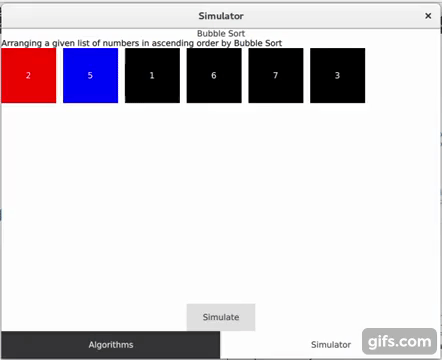 Simulator
×
Bubble Sort
Arranging a given list of numbers in ascending order by Bubble Sort
2 5 1 6 7 3
Simulate
Algorithms Simulator
gifs.com